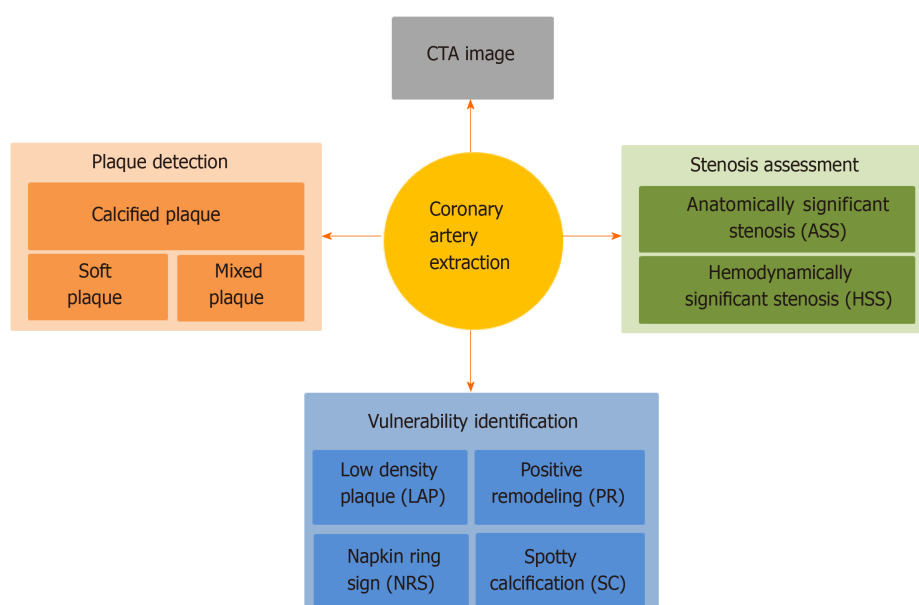 CTA image
Plaque detection
Calcified plaque
Soft
plaque
Mixed
plaque
Coronary
artery
extraction
Stenosis assessment
Anatomically significant
stenosis (ASS)
Hemodynamically
significant stenosis (HSS)
Vulnerability identification
Low density
plaque (LAP)
Positive
remodeling (PR)
Napkin ring
sign (NRS)
Spotty
calcification (SC)